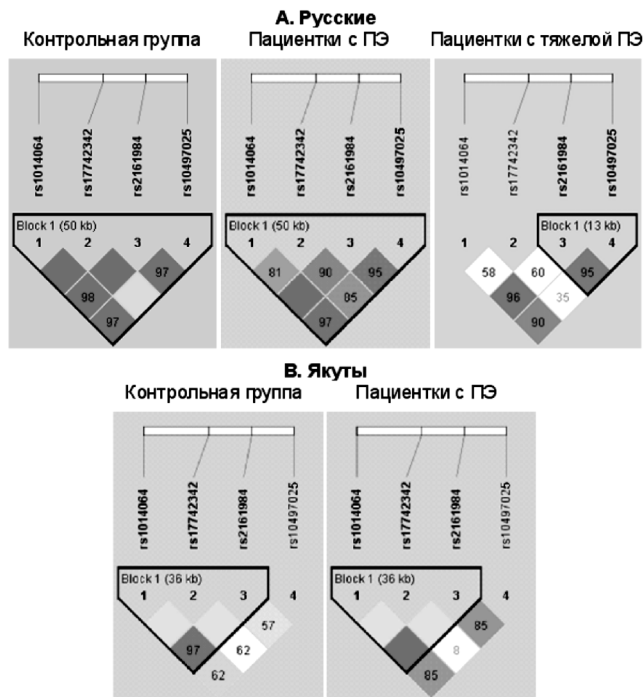 А. Русские
Контрольная группа Пациентки с ПЭ Пациентки с тяжелой ПЭ
rs1014064 rs17742342 rs2161984 rs10497025 rs1014064 rs17742342 rs2161984 rs10497025 rs1014064 rs17742342 rs2161984 rs10497025
Block 1 (50 kb) Block 1 (50 kb) Block 1 (13 kb)
1 2 3 4 1 2 3 4 1 2 3 4
97 81 90 95 58 60 95
98 85 96 35
97 97 90
В. Якуты
Контрольная группа Пациентки с ПЭ
rs1014064 rs17742342 rs2161984 rs10497025 rs1014064 rs17742342 rs2161984 rs10497025
Block 1 (36 kb) Block 1 (36 kb)
1 2 3 4 1 2 3 4
57 85
97 62 8
62 85